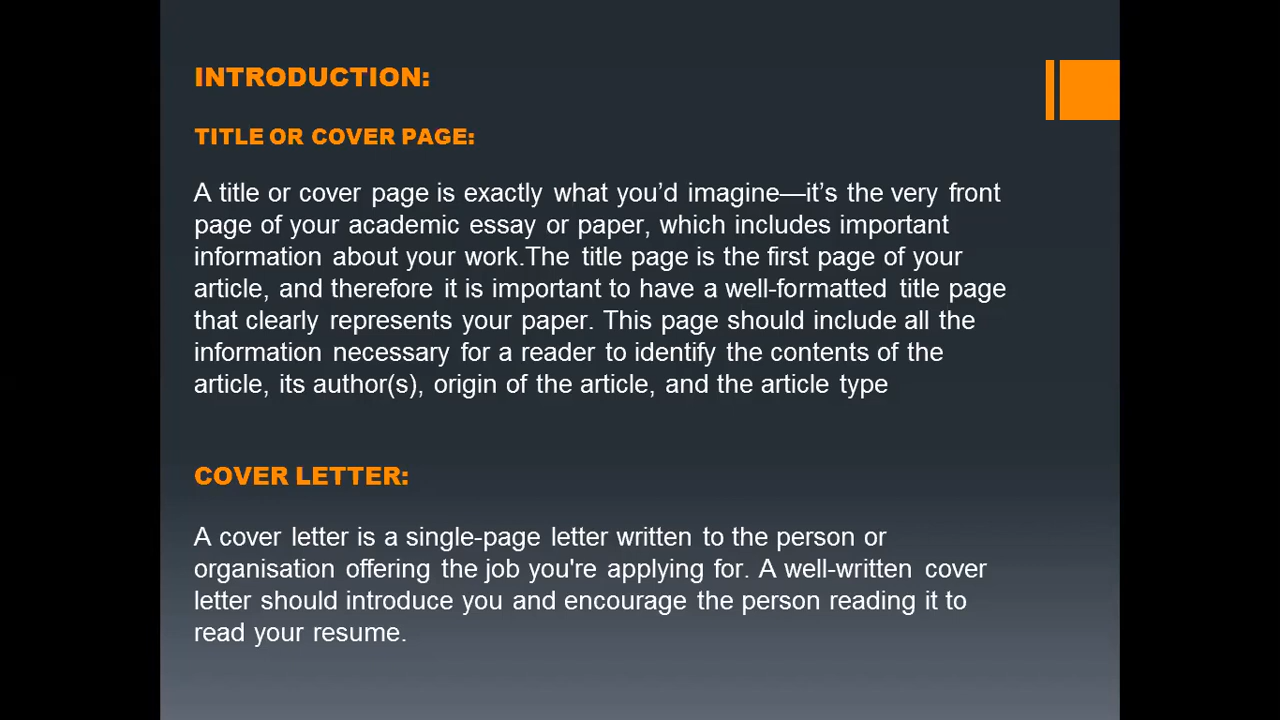 INTRODUCTION:
TITLE OR COVER PAGE:
A title or cover page is exactly what you’d imagine—it’s the very front
page of your academic essay or paper, which includes important
information about your work.The title page is the first page of your
article, and therefore it is important to have a well-formatted title page
that clearly represents your paper. This page should include all the
information necessary for a reader to identify the contents of the
article, its author(s), origin of the article, and the article type
COVER LETTER:
A cover letter is a single-page letter written to the person or
organisation offering the job you're applying for. A well-written cover
letter should introduce you and encourage the person reading it to
read your resume.